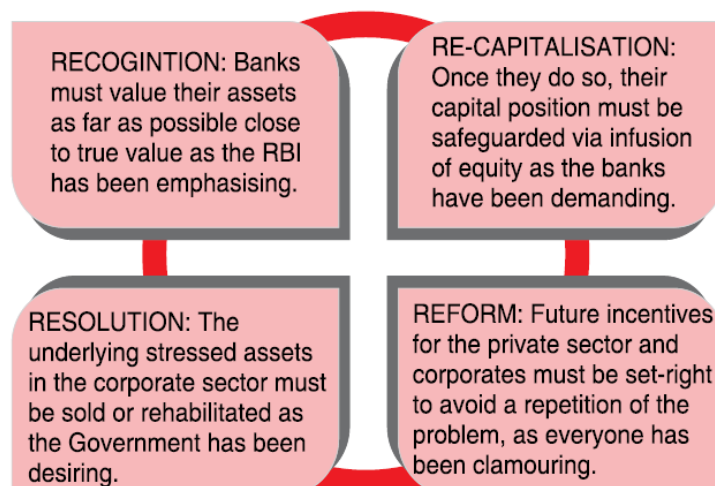 RECOGINTION: Banks
must value their assets
as far as possible close
to true value as the RBI
has been emphasising.
RE-CAPITALISATION:
Once they do so, their
capital position must be
safeguarded via infusion
of equity as the banks
have been demanding.
RESOLUTION: The
underlying stressed assets
in the corporate sector must
be sold or rehabilitated as
the Government has been
desiring.
REFORM: Future incentives
for the private sector and
corporates must be set-right
to avoid a repetition of the
problem, as everyone has
been clamouring.